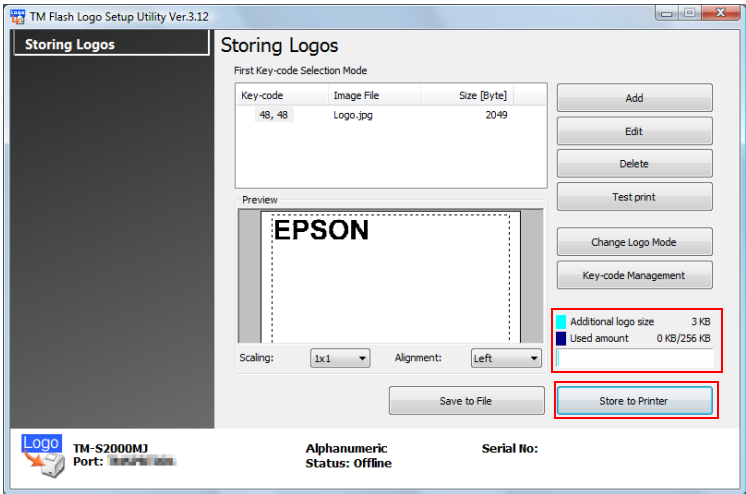 TM Flash Logo Setup Utility Ver.3.12
Storing Logos
Storing Logos
First Key-code Selection Mode
Key-code Image File Size [Byte]
48, 48 Logo.jpg 2049
Add
Edit
Delete
Test print
Preview
EPSON
Change Logo Mode
Key-code Management
Additional logo size 3 KB
Used amount 0 KB/256 KB
Scaling: 1x1 Alignment: Left
Save to File Store to Printer
Logo
TM-S2000MJ Alphanumeric Serial No:
Port: Status: Offline